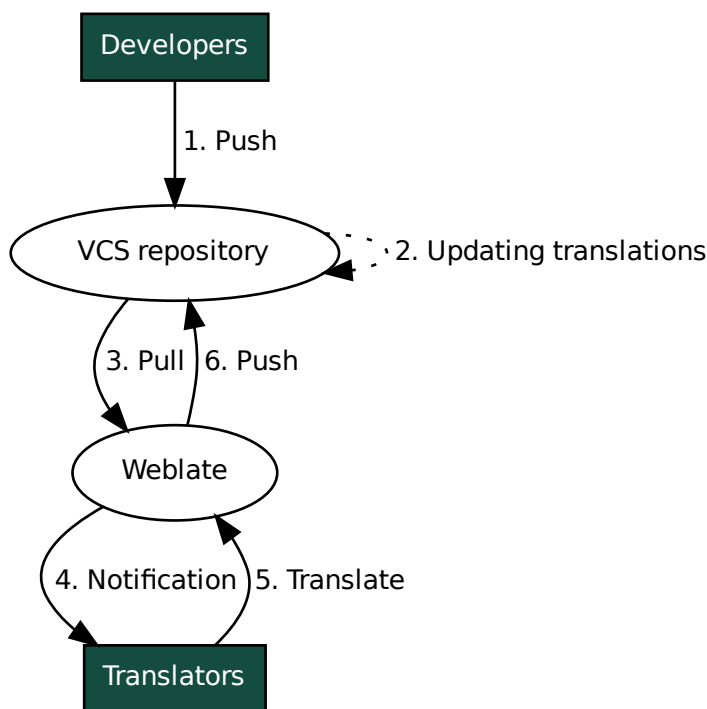 Developers
1. Push
VCS repository
2. Updating translations
3. Pull
6. Push
Weblate
4. Notification
5. Translate
Translators